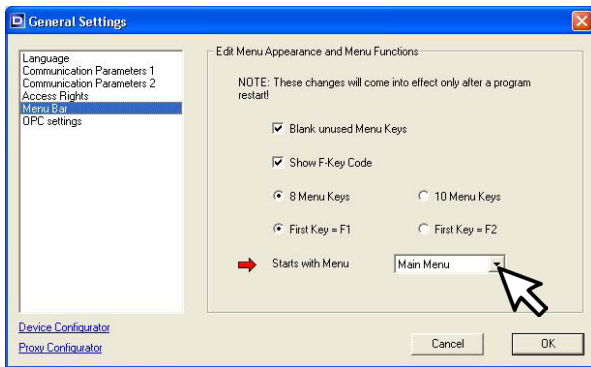 General Settings
Language
Communication Parameters 1
Communication Parameters 2
Access Rights
Menu Bar
OPC settings
Device Configurator
Proxy Configurator
Edit Menu Appearance and Menu Functions
NOTE: These changes will come into effect only after a program
restart!
Blank unused Menu Keys
Show F-Key Code
8 Menu Keys
10 Menu Keys
First Key = F1
First Key = F2
Starts with Menu
Main Menu
Cancel
OK